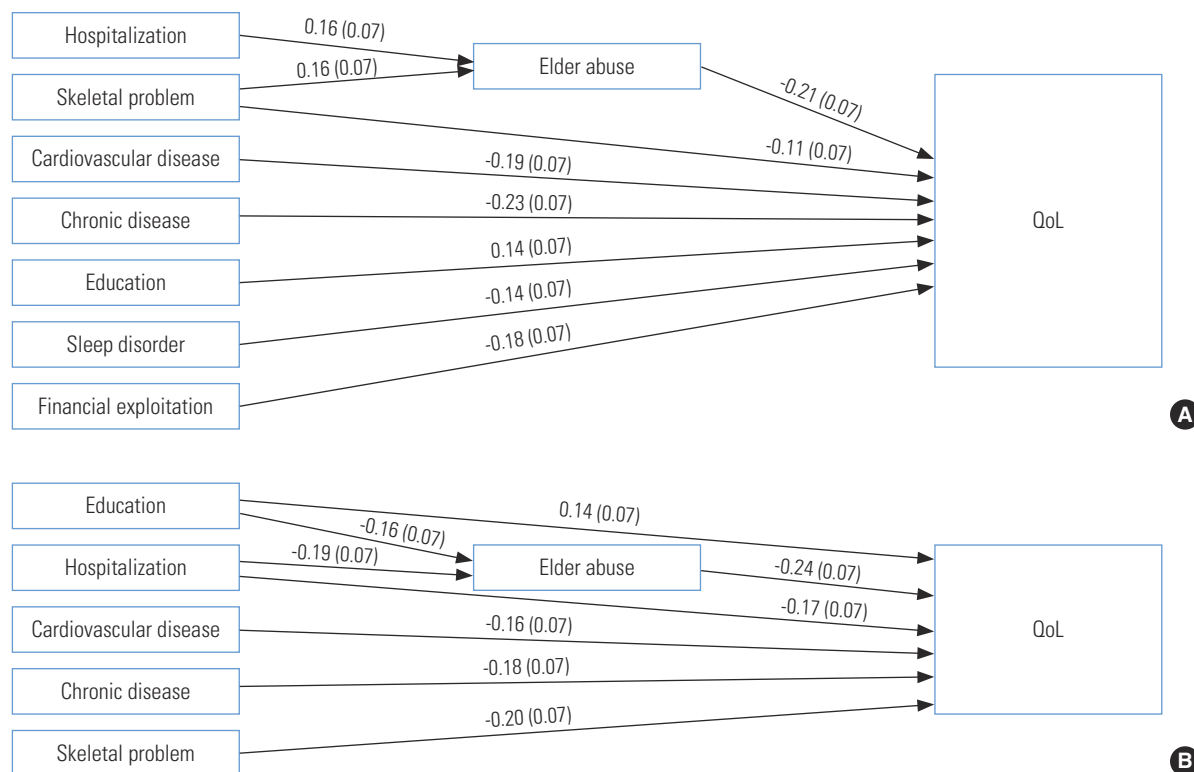 Hospitalization
0.16 (0.07)
Elder abuse
0.16 (0.07)
Skeletal problem
-0.21 (0.07)
-0.11 (0.07)
Cardiovascular disease
-0.19 (0.07)
Chronic disease
-0.23 (0.07)
QoL
Education
0.14 (0.07)
Sleep disorder
-0.14 (0.07)
-0.18 (0.07)
Financial exploitation
A
Education
0.14 (0.07)
-0.16 (0.07)
Hospitalization
-0.19 (0.07)
Elder abuse
-0.24 (0.07)
-0.17 (0.07)
Cardiovascular disease
-0.16 (0.07)
QoL
Chronic disease
-0.18 (0.07)
-0.20 (0.07)
Skeletal problem
B